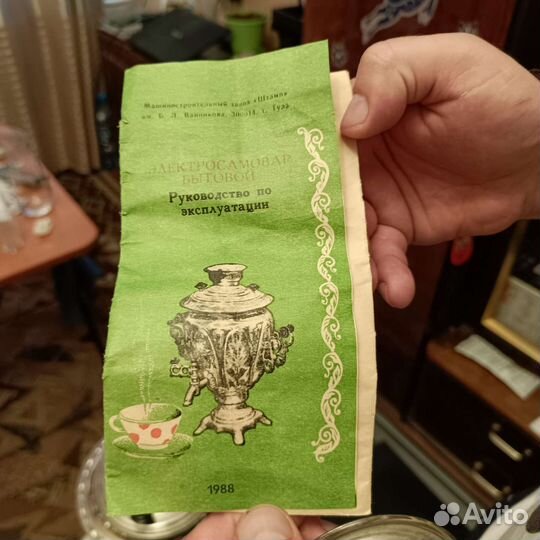 Машиностроительный завод «Штамп»
им. Б. Л. Ванникова, 300014, г. Тула
ЭЛЕКТРОСАМОВАР
БЫТОВОЙ
Руководство по
эксплуатации
1988
Avito